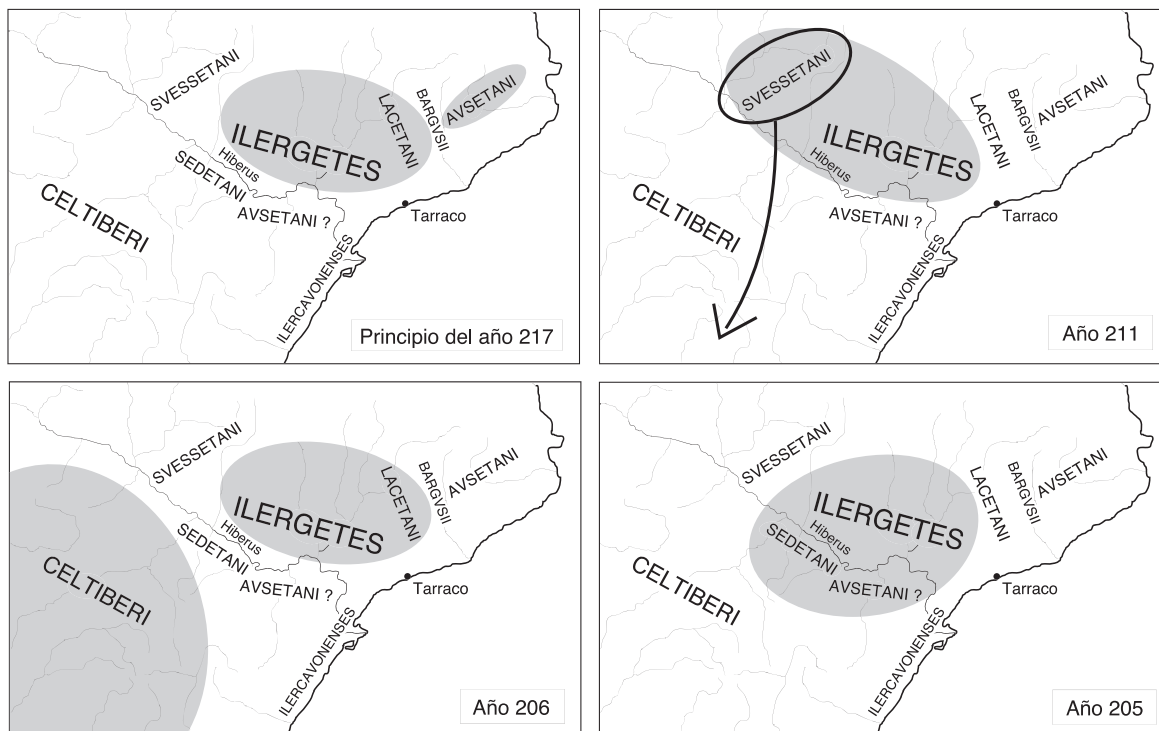 SVESSETANI
ILERGETES
LACETANI
BARGVSII
AVSETANI
Hiberus
SEDETANI
CELTIBERI
AVSETANI ?
Tarraco
ILERCAVONENSES
Principio del año 217
SVESSETANI
ILERGETES
LACETANI
BARGVSII
AVSETANI
Hiberus
CELTIBERI
AVSETANI ?
Tarraco
ILERCAVONENSES
Año 211
SVESSETANI
ILERGETES
LACETANI
BARGVSII
AVSETANI
Hiberus
SEDETANI
CELTIBERI
AVSETANI ?
Tarraco
ILERCAVONENSES
Año 206
SVESSETANI
ILERGETES
LACETANI
BARGVSII
AVSETANI
Hiberus
SEDETANI
CELTIBERI
AVSETANI ?
Tarraco
ILERCAVONENSES
Año 205